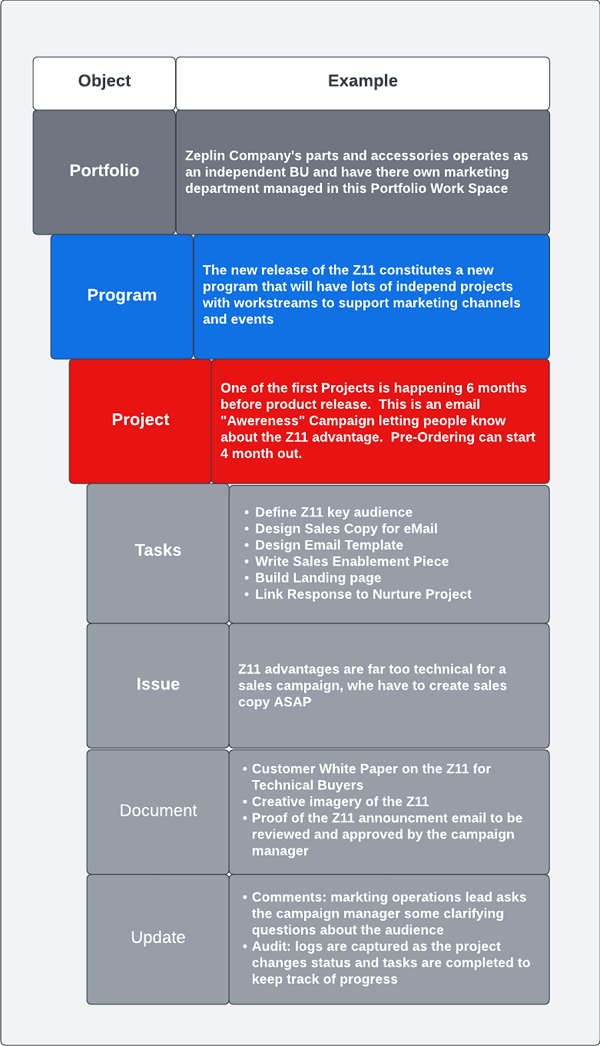 Object
Example
Portfolio
Zeplin Company's parts and accessories operates as
an independent BU and have there own marketing
department managed in this Portfolio Work Space
Program
The new release of the Z11 constitutes a new
program that will have lots of independ projects
with workstreams to support marketing channels
and events
Project
One of the first Projects is happening 6 months
before product release.  This is an email
"Awereness" Campaign letting people know
about the Z11 advantage.  Pre-Ordering can start
4 month out.
Tasks
• Define Z11 key audience
• Design Sales Copy for eMail
• Design Email Template
• Write Sales Enablement Piece
• Build Landing page
• Link Response to Nurture Project
Issue
Z11 advantages are far too technical for a
sales campaign, whe have to create sales
copy ASAP
Document
• Customer White Paper on the Z11 for
Technical Buyers
• Creative imagery of the Z11
• Proof of the Z11 announcment email to be
reviewed and approved by the campaign
manager
Update
• Comments: markting operations lead asks
the campaign manager some clarifying
questions about the audience
• Audit: logs are captured as the project
changes status and tasks are completed to
keep track of progress